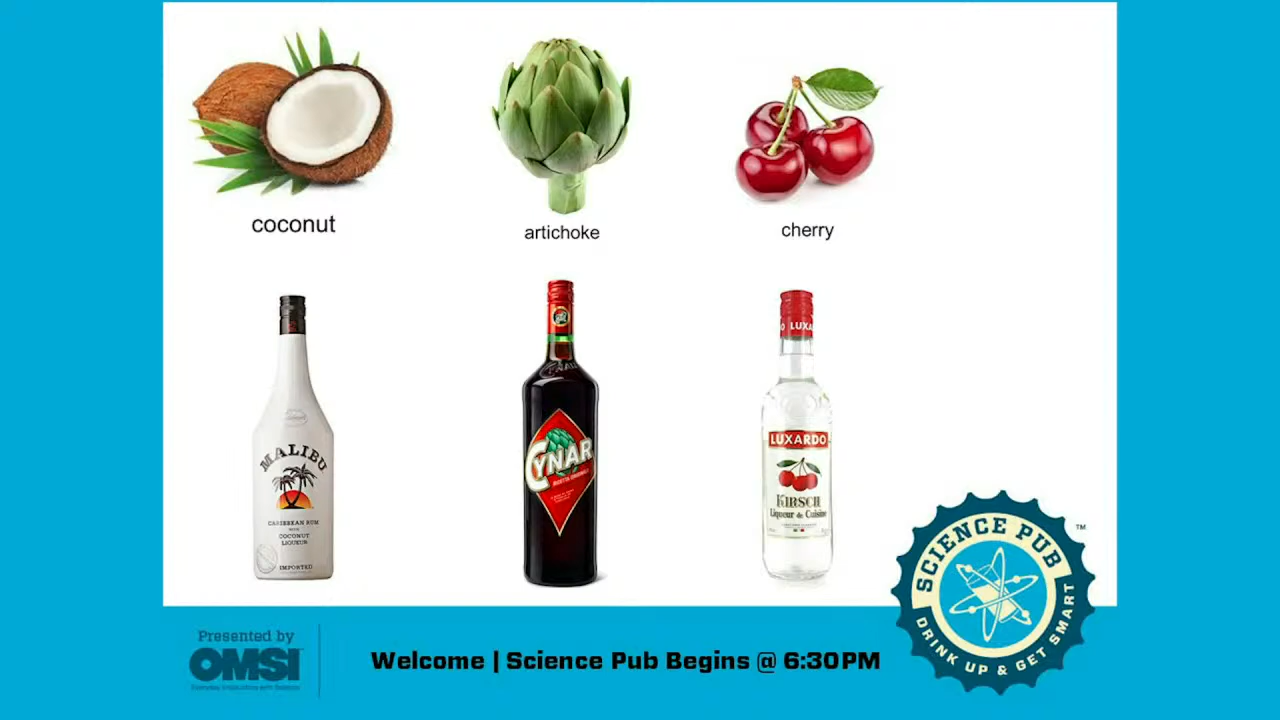 coconut
artichoke
cherry
MALIBU
CARIBBEAN RUM
WITH
COCONUT
LIQUEUR
IMPORTED
CYNAR
LUXARDO
KIRSCH
Liqueur de Cuisine
SCIENCE PUB
™
DRINK UP & GET SMART
Presented by
OMSI
Welcome | Science Pub Begins @ 6:30PM